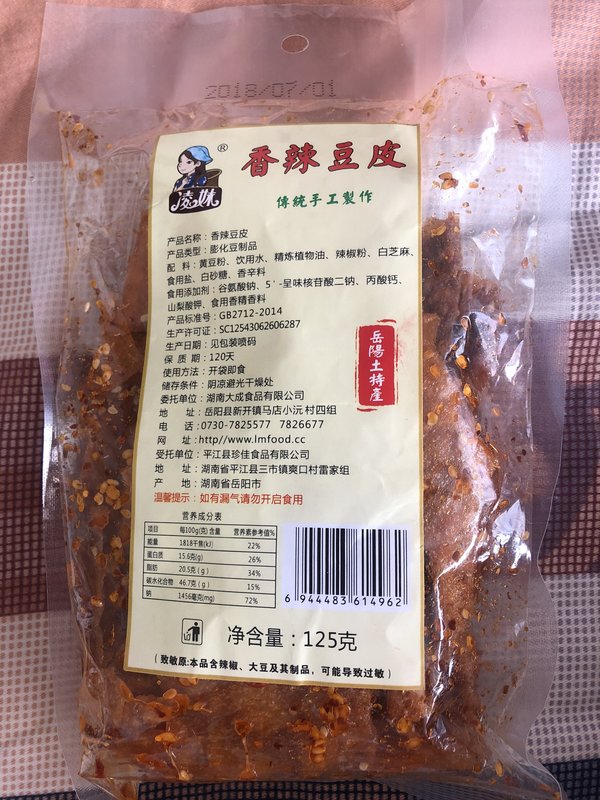 2018/07/01
凌妹
®
香辣豆皮
傳統手工製作
产品名称：香辣豆皮
产品类型：膨化豆制品
配　料：黄豆粉、饮用水、精炼植物油、辣椒粉、白芝麻、
食用盐、白砂糖、香辛料
食用添加剂：谷氨酸钠、5'-呈味核苷酸二钠、丙酸钙、
山梨酸钾、食用香精香料
产品标准号：GB2712-2014
生产许可证：SC12543062606287
生产日期：见包装喷码
保 质 期：120天
使用方法：开袋即食
储存条件：阴凉避光干燥处
委托单位：湖南大成食品有限公司
地　　址：岳阳县新开镇马店小沅村四组
电　　话:0730-7825577 7826677
网　　址:http//www.lmfood.cc
受托单位：平江县珍佳食品有限公司
地　　址：湖南省平江县三市镇爽口村雷家组
产　　地：湖南省岳阳市
温馨提示：如有漏气请勿开启食用
岳陽土特產
营养成分表
项目 每100g(克)含量 营养素参考值%
能量 1818千焦(kJ) 22%
蛋白质 15.6g(g) 26%
脂肪 20.5克(g) 34%
碳水化合物 46.7克(g) 15%
钠 1456毫克(mg) 72%
6 944483 614962
净含量：125克
（致敏原:本品含辣椒、大豆及其制品，可能导致过敏）